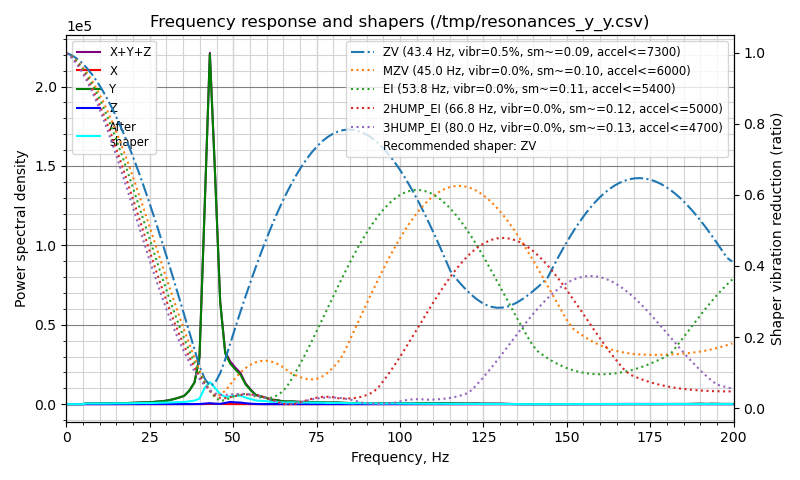 Frequency response and shapers (/tmp/resonances_y_y.csv)
1e5
X+Y+Z
X
Y
Z
After
shaper
ZV (43.4 Hz, vibr=0.5%, sm~=0.09, accel<=7300)
MZV (45.0 Hz, vibr=0.0%, sm~=0.10, accel<=6000)
EI (53.8 Hz, vibr=0.0%, sm~=0.11, accel<=5400)
2HUMP_EI (66.8 Hz, vibr=0.0%, sm~=0.12, accel<=5000)
3HUMP_EI (80.0 Hz, vibr=0.0%, sm~=0.13, accel<=4700)
Recommended shaper: ZV
Power spectral density
2.0
1.5
1.0
0.5
0.0
1.0
0.8
0.6
0.4
0.2
0.0
Shaper vibration reduction (ratio)
0 25 50 75 100 125 150 175 200
Frequency, Hz